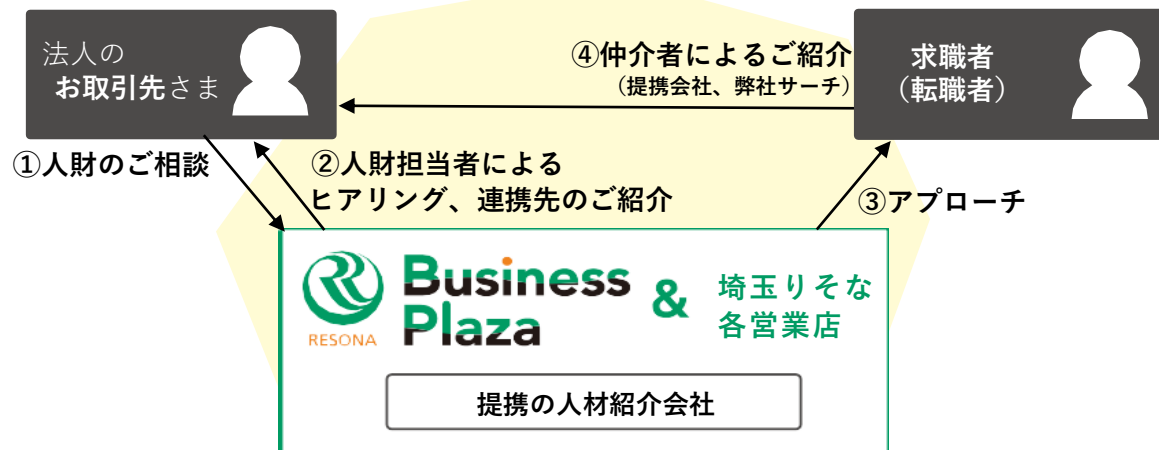 法人の
お取引先さま
④仲介者によるご紹介
（提携会社、弊社サーチ）
求職者
（転職者）
①人財のご相談
②人財担当者による
ヒアリング、連携先のご紹介
③アプローチ
RESONA
Business
Plaza
&
埼玉りそな
各営業店
提携の人材紹介会社